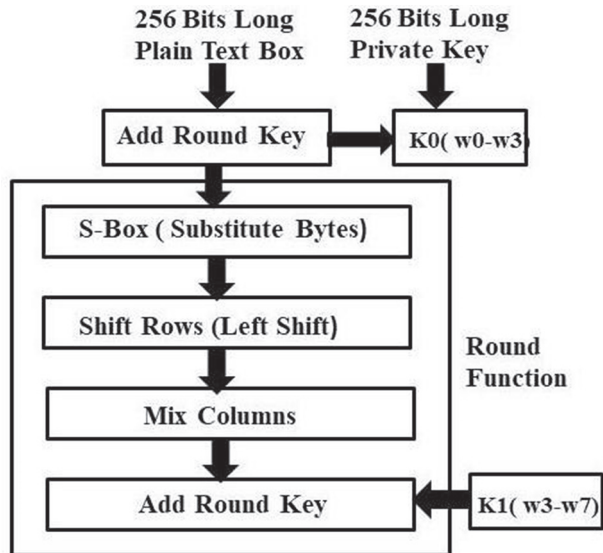 256 Bits Long
Plain Text Box
256 Bits Long
Private Key
Add Round Key
K0( w0-w3)
S-Box ( Substitute Bytes)
Shift Rows (Left Shift)
Mix Columns
Round
Function
Add Round Key
K1( w3-w7)